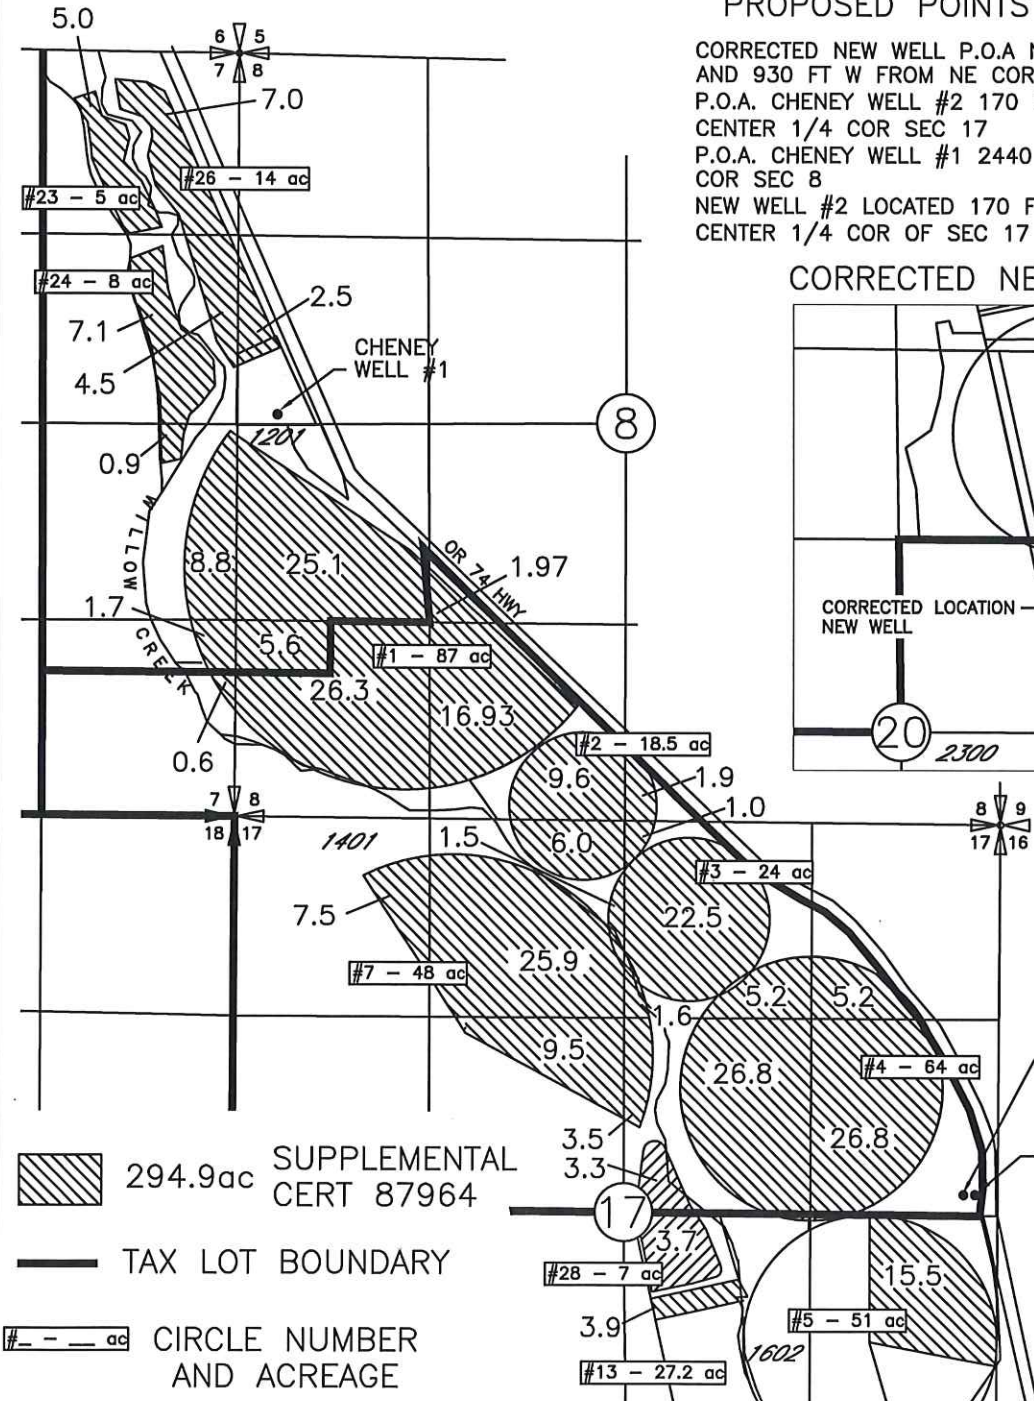 PROPOSED POINTS
CORRECTED NEW WELL P.O.A
AND 930 FT W FROM NE COR
P.O.A. CHENEY WELL #2 170
CENTER 1/4 COR SEC 17
P.O.A. CHENEY WELL #1 2440
COR SEC 8
NEW WELL #2 LOCATED 170
CENTER 1/4 COR OF SEC 17
CORRECTED
CORRECTED LOCATION
NEW WELL
20
2300
5.0
6 5
7 8
7.0
#26 - 14 ac
#23 - 5 ac
#24 - 8 ac
2.5
7.1
CHENEY
WELL #1
4.5
8
1201
0.9
WILLOW CREEK
OR 74 HWY
8.8
25.1
1.97
1.7
5.6
#1 - 87 ac
26.3
16.93
0.6
#2 - 18.5 ac
9.6
1.9
1.0
7 8
18 17
8 9
17 16
1401
1.5
6.0
#3 - 24 ac
7.5
22.5
25.9
#7 - 48 ac
5.2
5.2
1.6
9.5
26.8
#4 - 64 ac
26.8
3.5
3.3
17
3.7
15.5
#28 - 7 ac
3.9
#5 - 51 ac
1602
#13 - 27.2 ac
294.9ac
SUPPLEMENTAL
CERT 87964
TAX LOT BOUNDARY
#_ - __ ac
CIRCLE NUMBER
AND ACREAGE